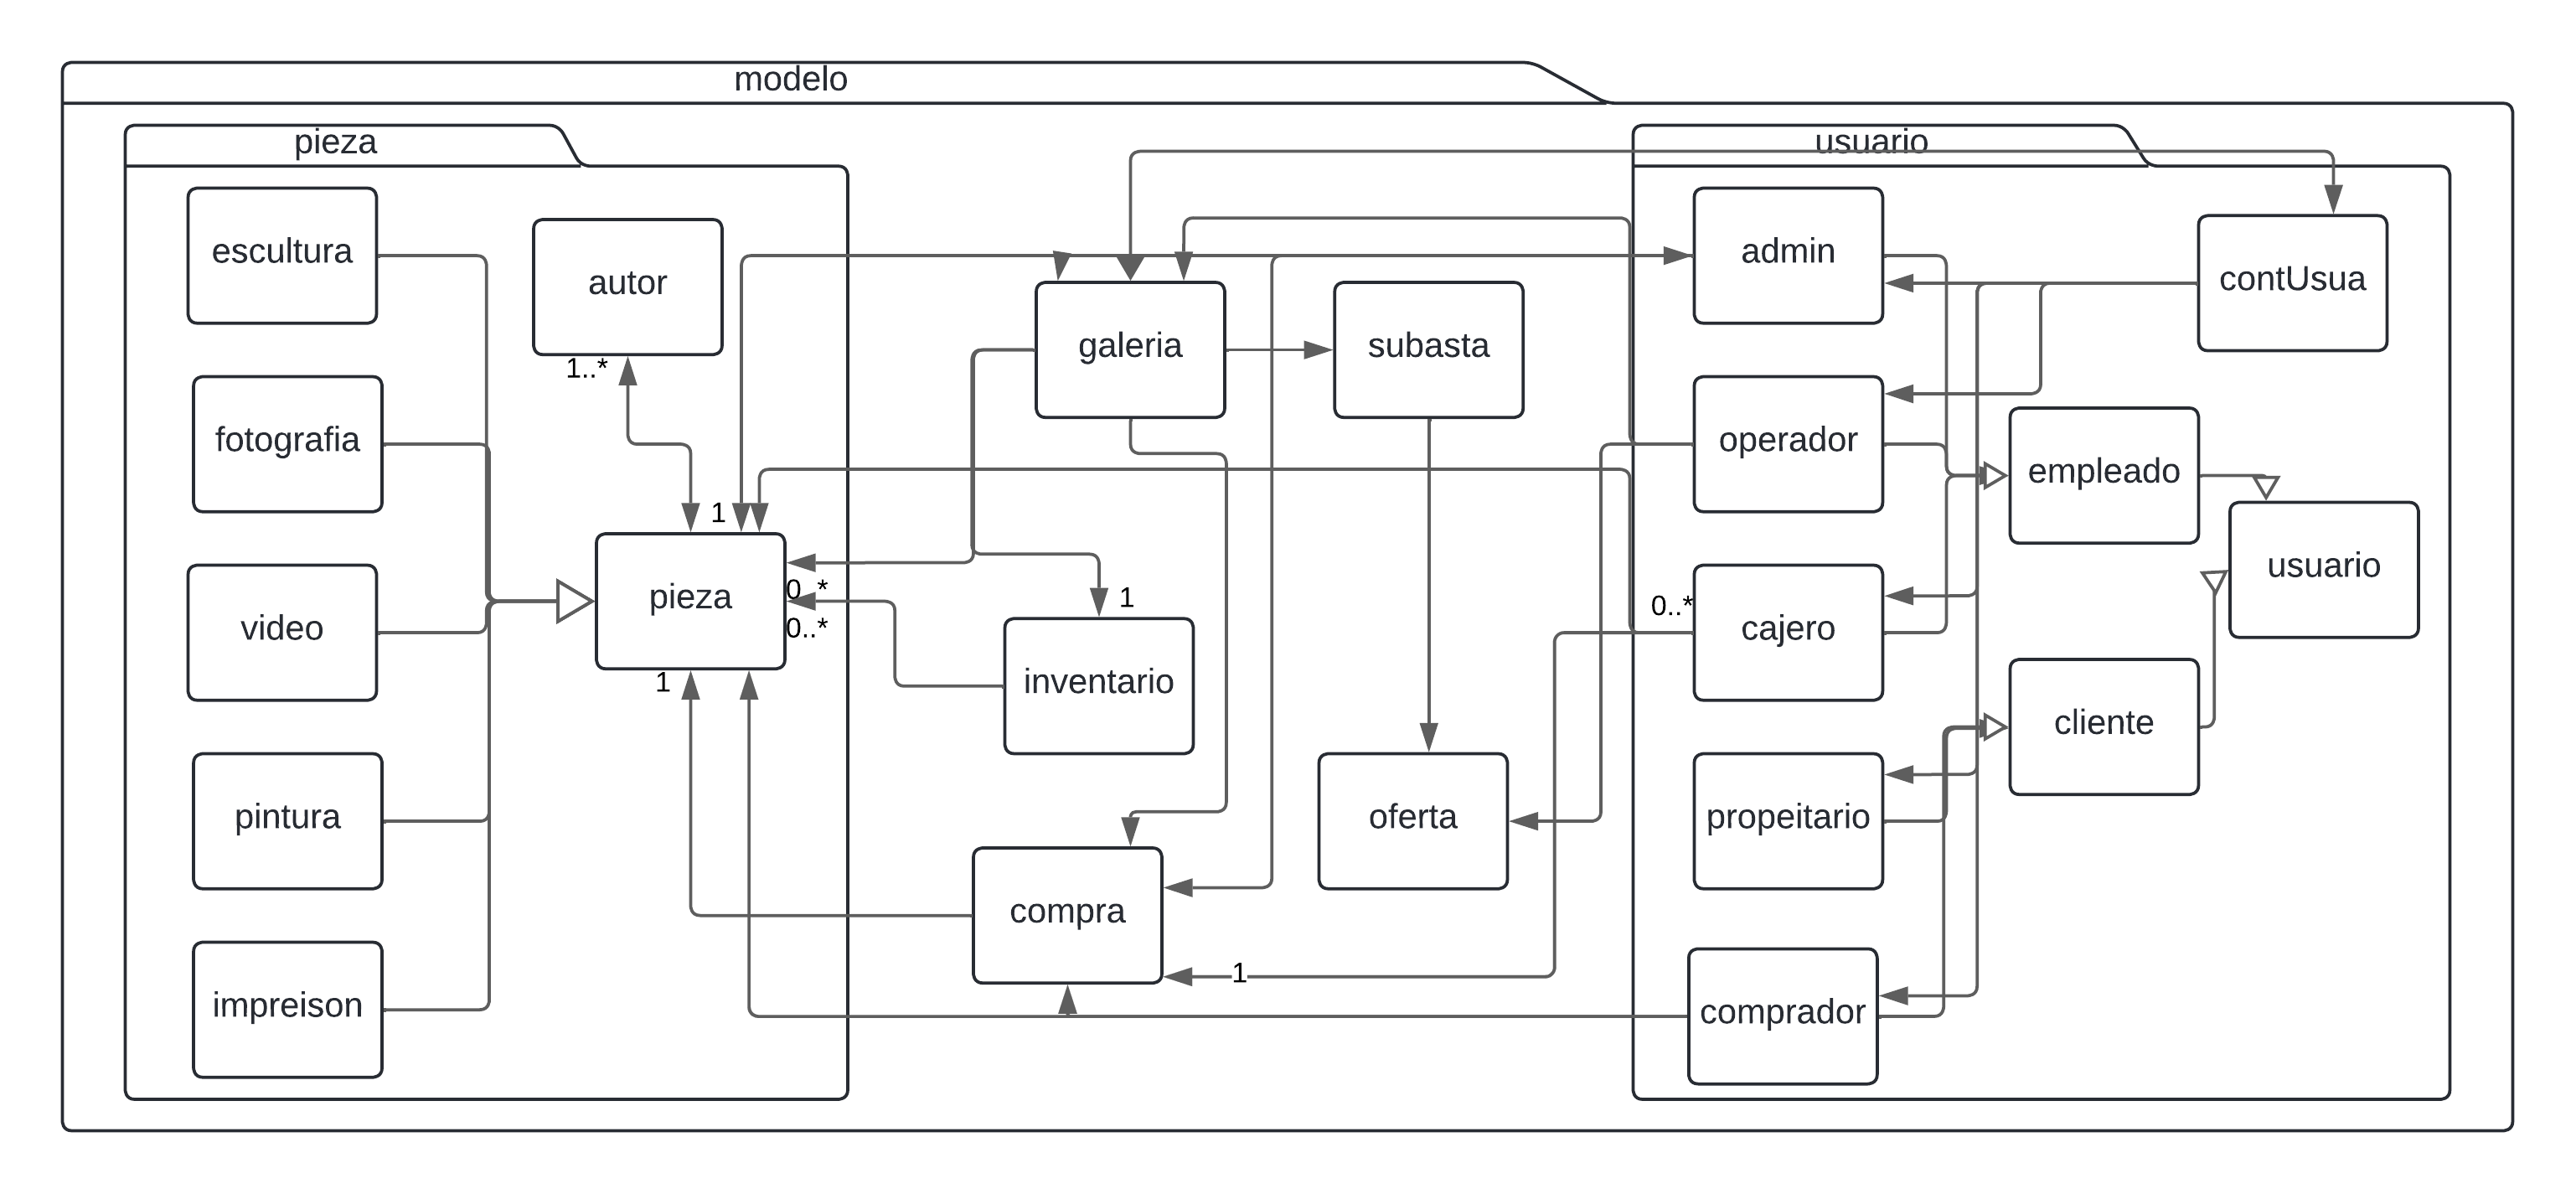 modelo
pieza
usuario
escultura
autor
admin
contUsua
galeria
subasta
1..*
fotografia
operador
empleado
1
usuario
pieza
0..*
1
0..*
0..*
video
cajero
1
inventario
cliente
pintura
oferta
propeitario
compra
1
impreison
comprador